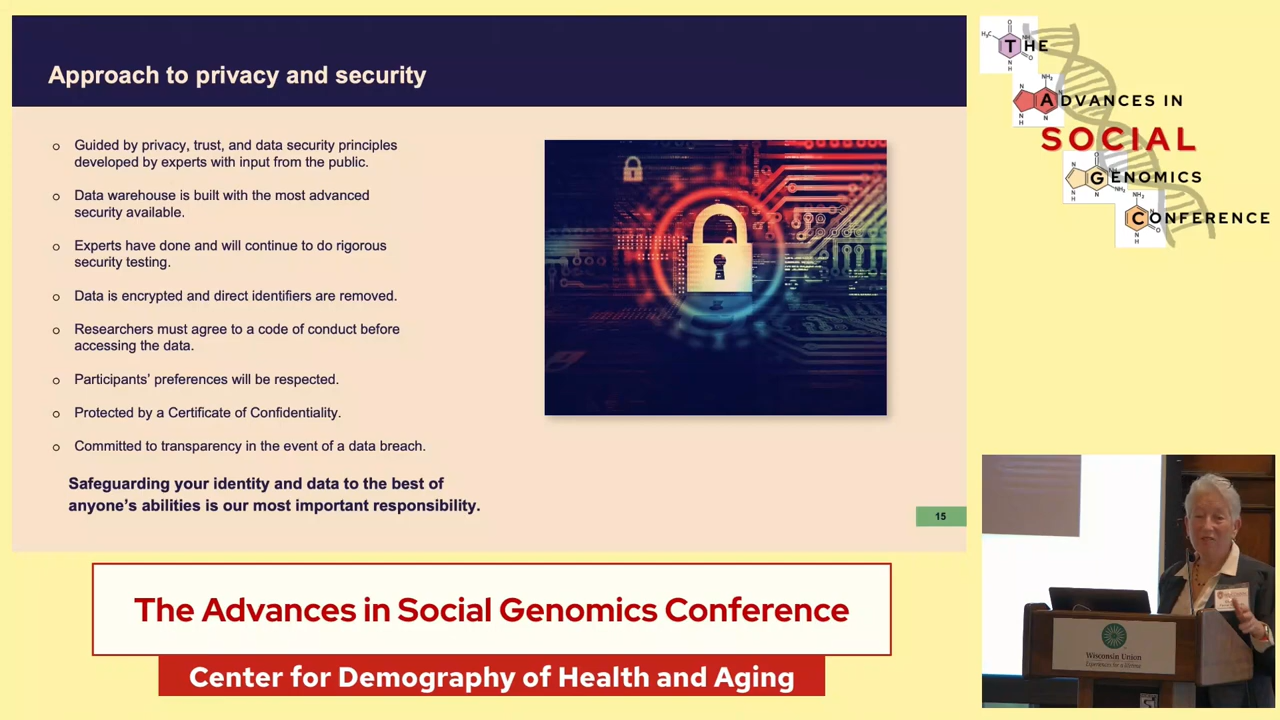 Approach to privacy and security
Guided by privacy, trust, and data security principles
developed by experts with input from the public.
Data warehouse is built with the most advanced
security available.
Experts have done and will continue to do rigorous
security testing.
Data is encrypted and direct identifiers are removed.
Researchers must agree to a code of conduct before
accessing the data.
Participants' preferences will be respected.
Protected by a Certificate of Confidentiality.
Committed to transparency in the event of a data breach.
Safeguarding your identity and data to the best of
anyone's abilities is our most important responsibility.
15
THE
ADVANCES IN
SOCIAL
GENOMICS
CONFERENCE
Wisconsin Union
Experiences for a lifetime
The Advances in Social Genomics Conference
Center for Demography of Health and Aging